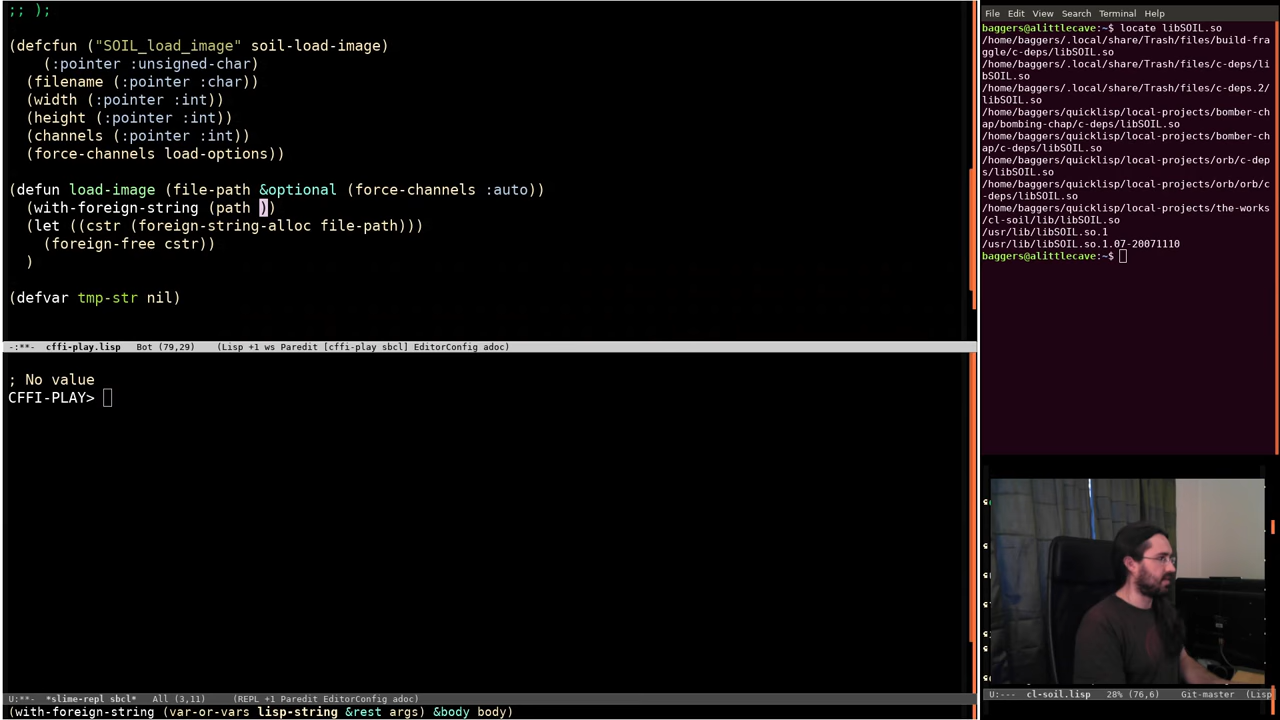 ;; );
(defcfun ("SOIL_load_image" soil-load-image)
(:pointer :unsigned-char)
(filename (:pointer :char))
(width (:pointer :int))
(height (:pointer :int))
(channels (:pointer :int))
(force-channels load-options))
(defun load-image (file-path &optional (force-channels :auto))
(with-foreign-string (path ))
(let ((cstr (foreign-string-alloc file-path)))
(foreign-free cstr))
)
(defvar tmp-str nil)
-:**-  cffi-play.lisp   Bot (79,29)   (Lisp +1 ws Paredit [cffi-play sbcl] EditorConfig adoc)
; No value
CFFI-PLAY>
U:**-  *slime-repl sbcl*   All (3,11)   (REPL +1 Paredit EditorConfig adoc)
(with-foreign-string (var-or-vars lisp-string &rest args) &body body)
File Edit View Search Terminal Help
baggers@alittlecave:~$ locate libSOIL.so
/home/baggers/.local/share/Trash/files/build-fra
ggle/c-deps/libSOIL.so
/home/baggers/.local/share/Trash/files/c-deps/li
bSOIL.so
/home/baggers/.local/share/Trash/files/c-deps.2/
libSOIL.so
/home/baggers/quicklisp/local-projects/bomber-ch
ap/bombing-chap/c-deps/libSOIL.so
/home/baggers/quicklisp/local-projects/bomber-ch
ap/c-deps/libSOIL.so
/home/baggers/quicklisp/local-projects/orb/c-dep
s/libSOIL.so
/home/baggers/quicklisp/local-projects/orb/orb/c
-deps/libSOIL.so
/home/baggers/quicklisp/local-projects/the-works
/cl-soil/lib/libSOIL.so
/usr/lib/libSOIL.so.1
/usr/lib/libSOIL.so.1.07-20071110
baggers@alittlecave:~$
U:---  cl-soil.lisp   28% (76,6)   Git-master  (Lisp